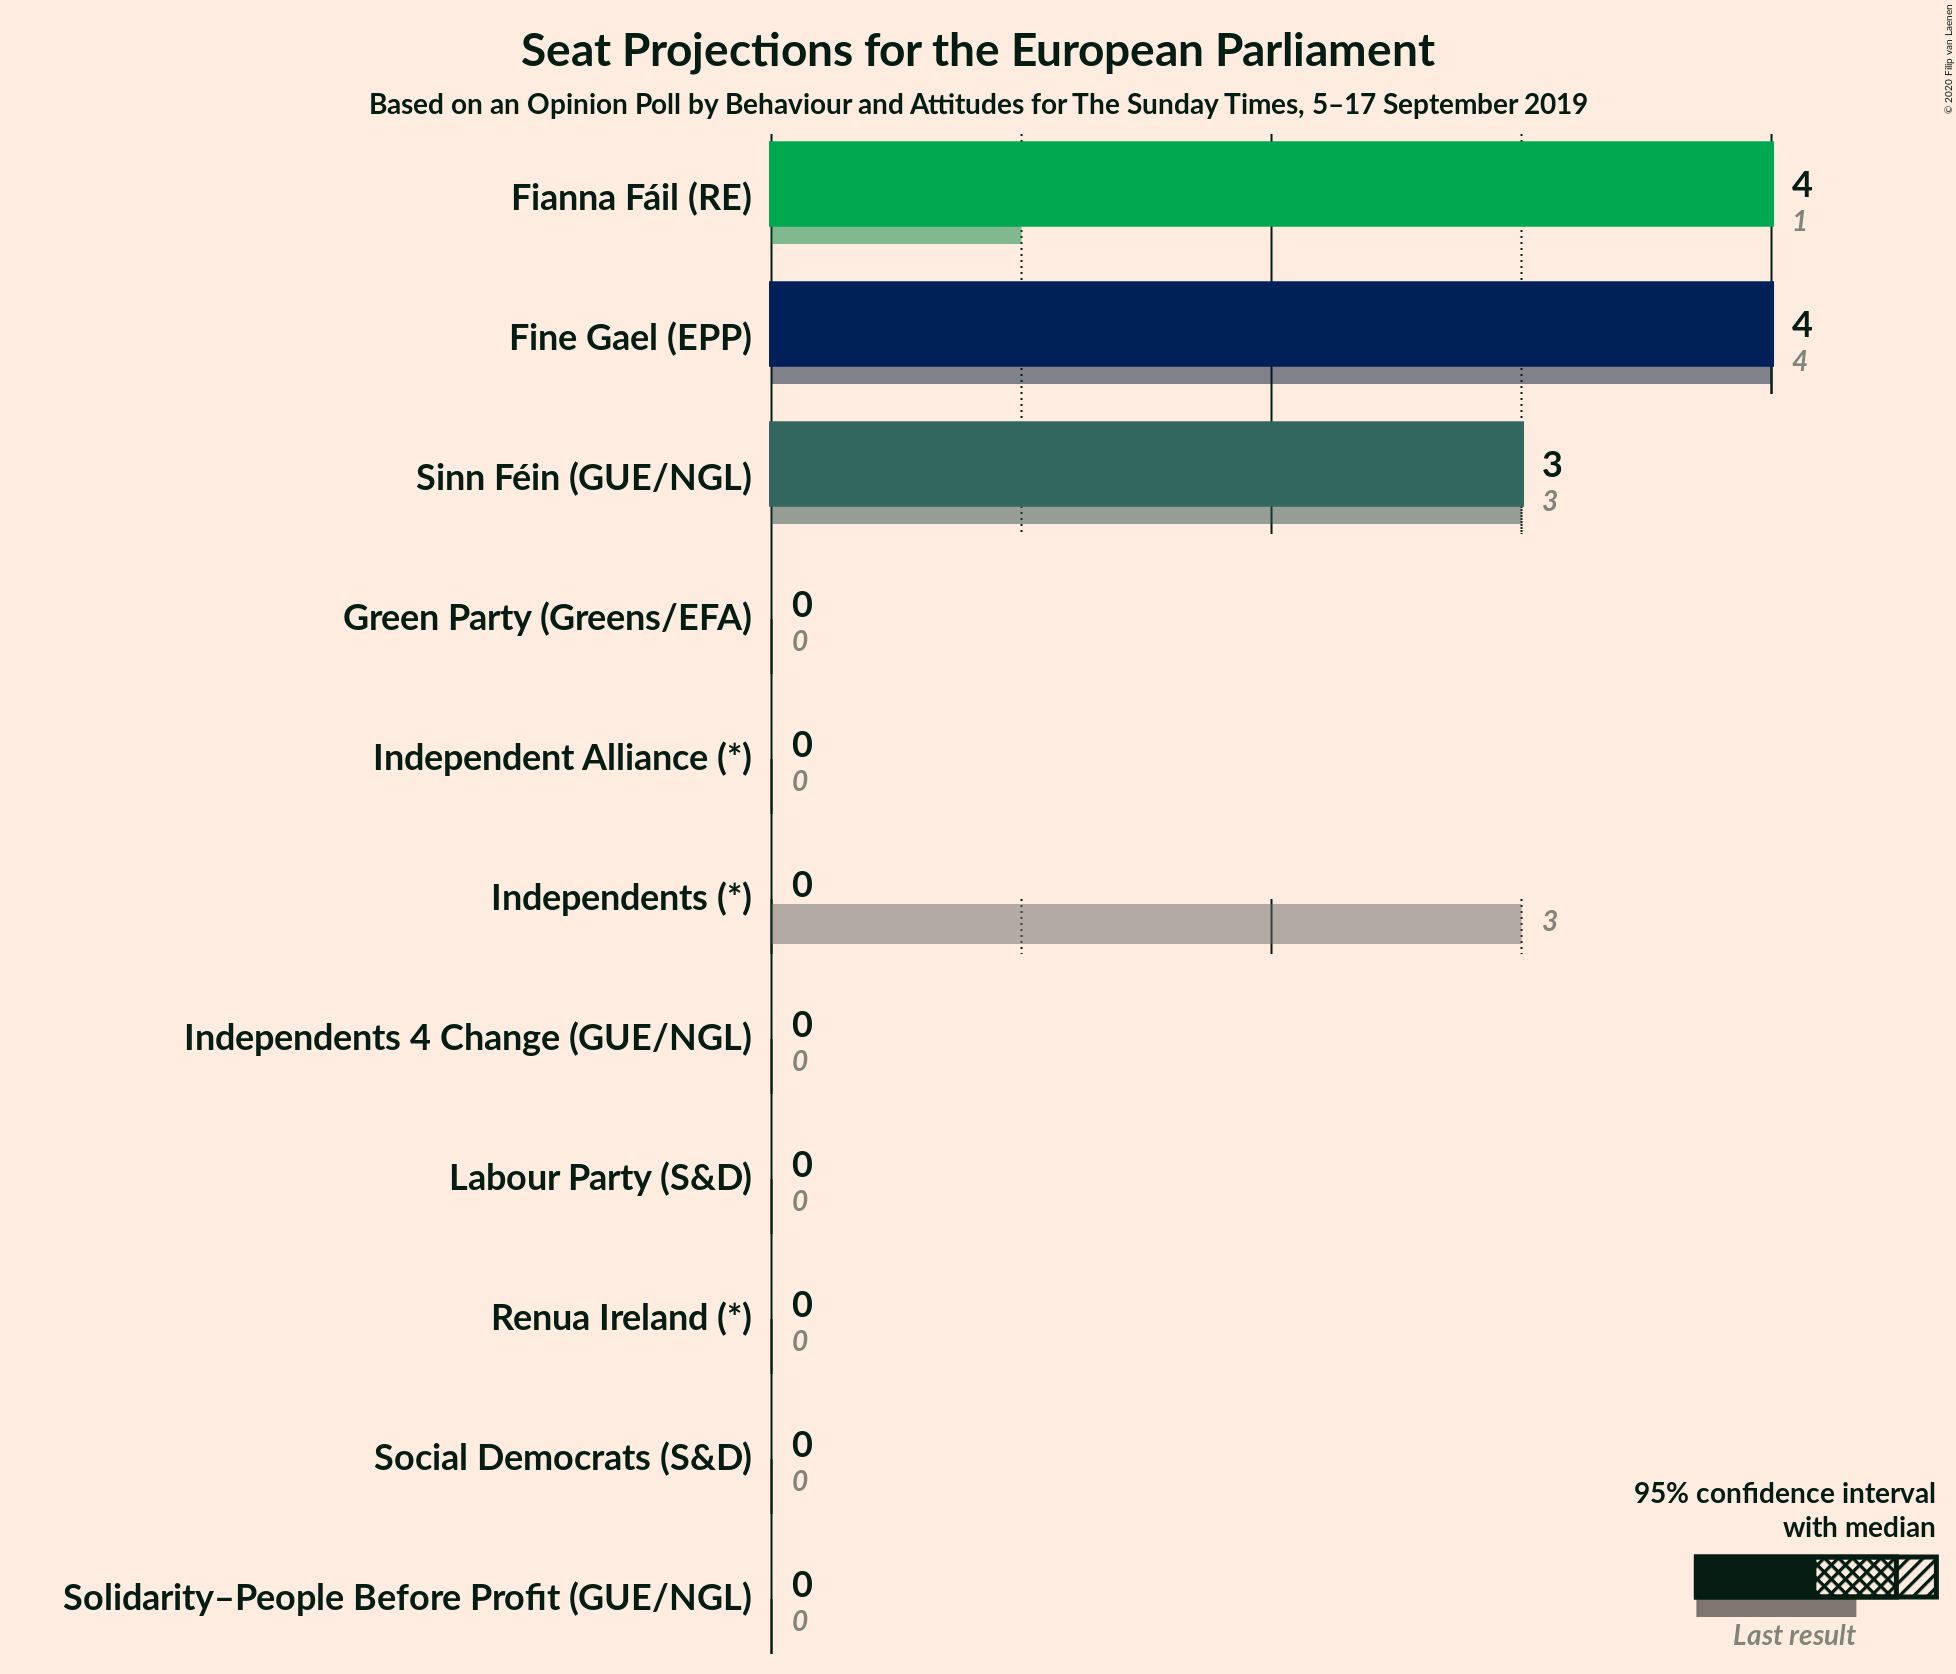 Seat Projections for the European Parliament
Based on an Opinion Poll by Behaviour and Attitudes for The Sunday Times, 5–17 September 2019
© 2020 Filip van Laenen
Fianna Fáil (RE)
4
1
Fine Gael (EPP)
4
4
Sinn Féin (GUE/NGL)
3
3
Green Party (Greens/EFA)
0
0
Independent Alliance (*)
0
0
Independents (*)
0
3
Independents 4 Change (GUE/NGL)
0
0
Labour Party (S&D)
0
0
Renua Ireland (*)
0
0
Social Democrats (S&D)
0
0
Solidarity–People Before Profit (GUE/NGL)
0
0
95% confidence interval
with median
Last result